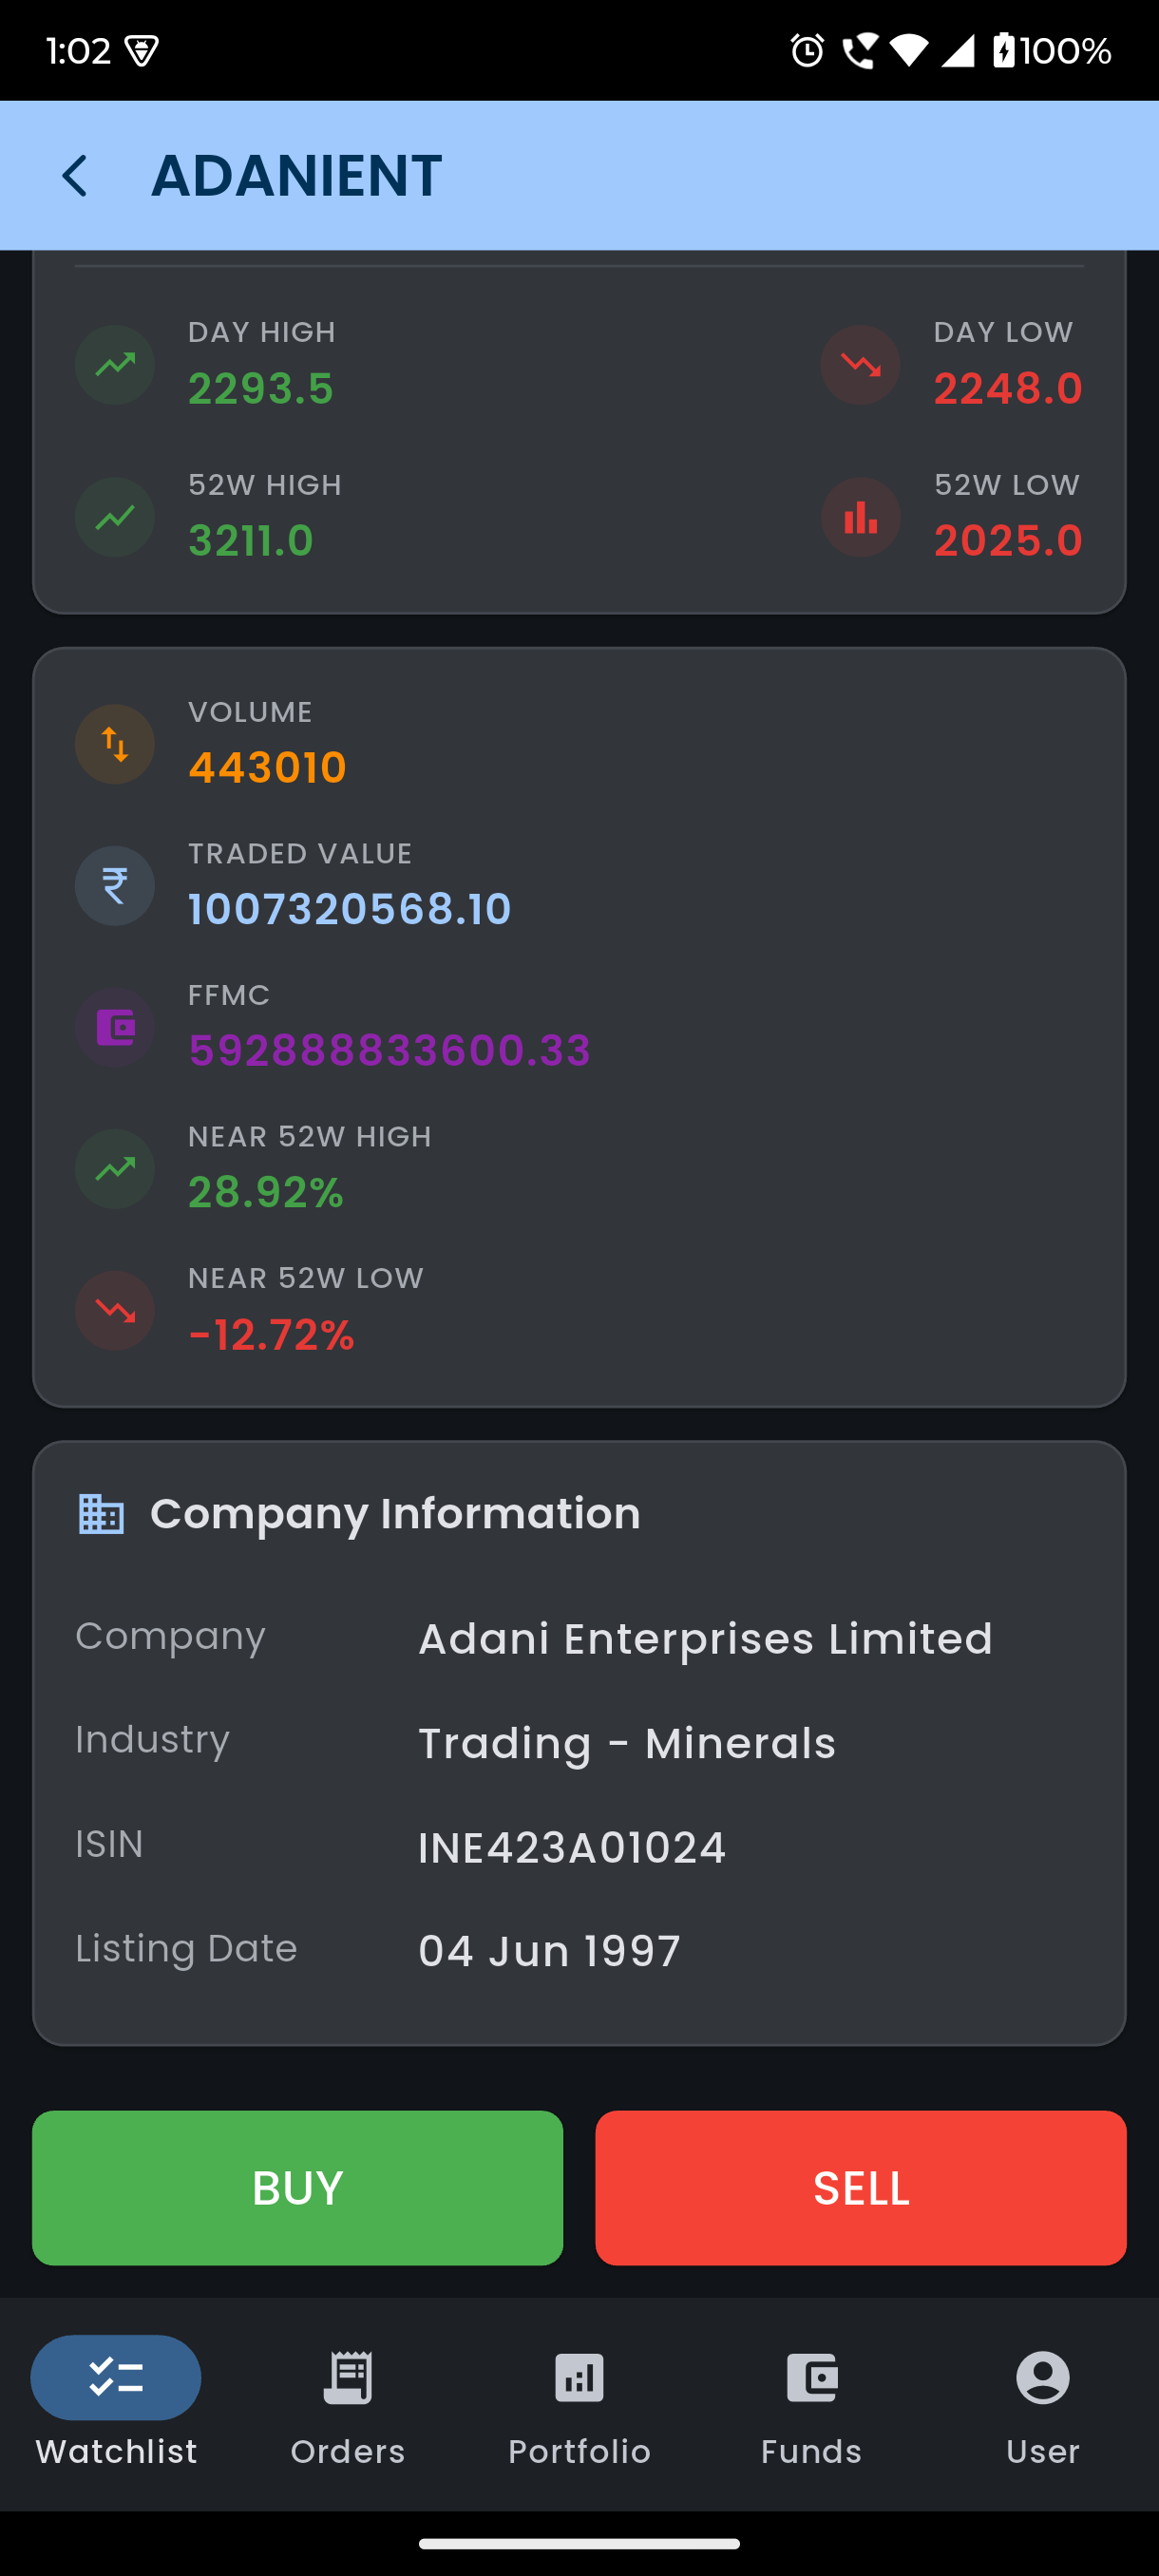 1:02
100%
ADANIENT
DAY HIGH
2293.5
DAY LOW
2248.0
52W HIGH
3211.0
52W LOW
2025.0
VOLUME
443010
TRADED VALUE
₹
1007320568.10
FFMC
592888833600.33
NEAR 52W HIGH
28.92%
NEAR 52W LOW
-12.72%
Company Information
Company
Adani Enterprises Limited
Industry
Trading - Minerals
ISIN
INE423A01024
Listing Date
04 Jun 1997
BUY
SELL
Watchlist
Orders
Portfolio
Funds
User